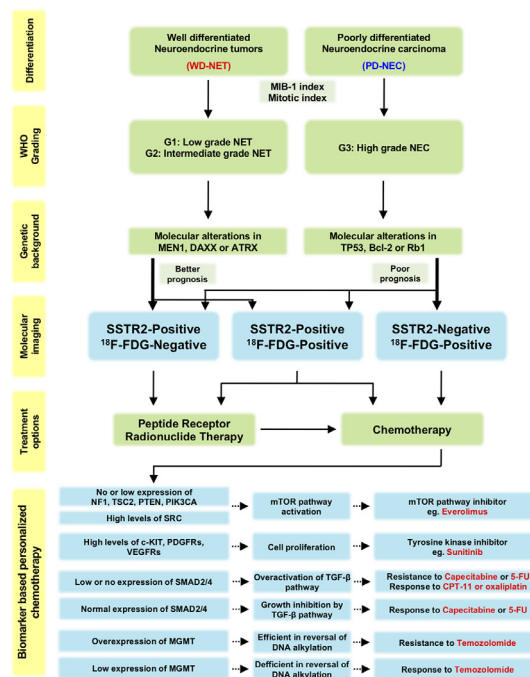 Differentiation
Well differentiated
Neuroendocrine tumors
(WD-NET)
Poorly differentiated
Neuroendocrine carcinoma
(PD-NEC)
MIB-1 index
Mitotic index
WHO
Grading
G1: Low grade NET
G2: Intermediate grade NET
G3: High grade NEC
Genetic
background
Molecular alterations in
MEN1, DAXX or ATRX
Molecular alterations in
TP53, Bcl-2 or Rb1
Better
prognosis
Poor
prognosis
Molecular
imaging
SSTR2-Positive
18F-FDG-Negative
SSTR2-Positive
18F-FDG-Positive
SSTR2-Negative
18F-FDG-Positive
Treatment
options
Peptide Receptor
Radionuclide Therapy
Chemotherapy
Biomarker based personalized
chemotherapy
No or low expression of
NF1, TSC2, PTEN, PIK3CA
High levels of SRC
mTOR pathway
activation
mTOR pathway inhibitor
eg. Everolimus
High levels of c-KIT, PDGFRs,
VEGFRs
Cell proliferation
Tyrosine kinase inhibitor
eg. Sunitinib
Low or no expression of SMAD2/4
Overactivation of TGF-β
pathway
Resistance to Capecitabine or 5-FU
Response to CPT-11 or oxaliplatin
Normal expression of SMAD2/4
Growth inhibition by
TGF-β pathway
Response to Capecitabine or 5-FU
Overexpression of MGMT
Efficient in reversal of
DNA alkylation
Resistance to Temozolomide
Low expression of MGMT
Defficient in reversal of
DNA alkylation
Response to Temozolomide